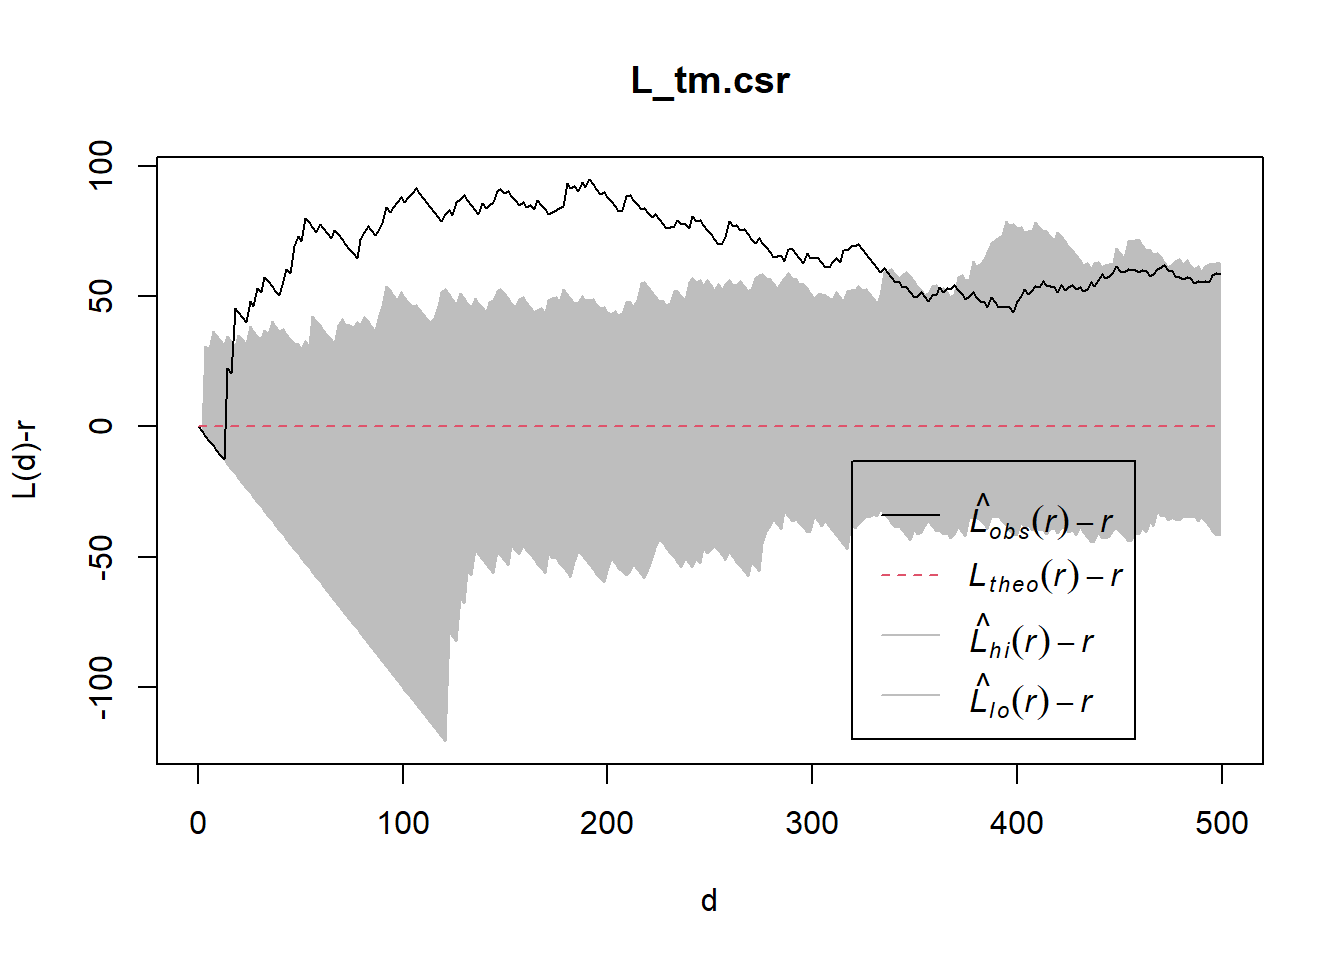 L_tm.csr
L(d)-r
100
50
0
-50
-100
0 100 200 300 400 500
d
L̂obs(r) – r
Ltheo(r) – r
L̂hi(r) – r
L̂lo(r) – r